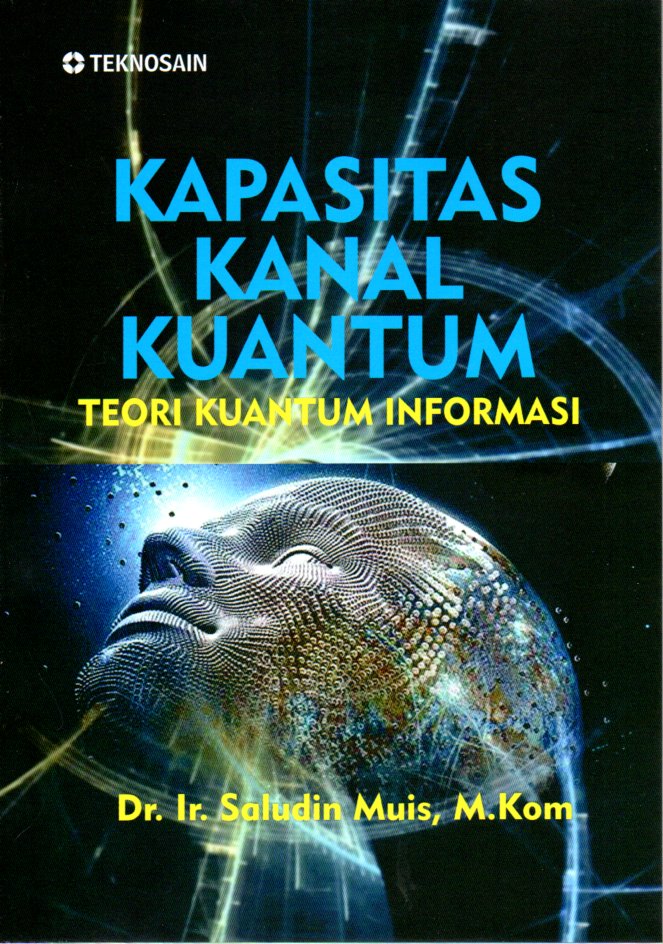 TEKNOSAIN
KAPASITAS
KANAL
KUANTUM
TEORI KUANTUM INFORMASI
Dr. Ir. Saludin Muis, M.Kom